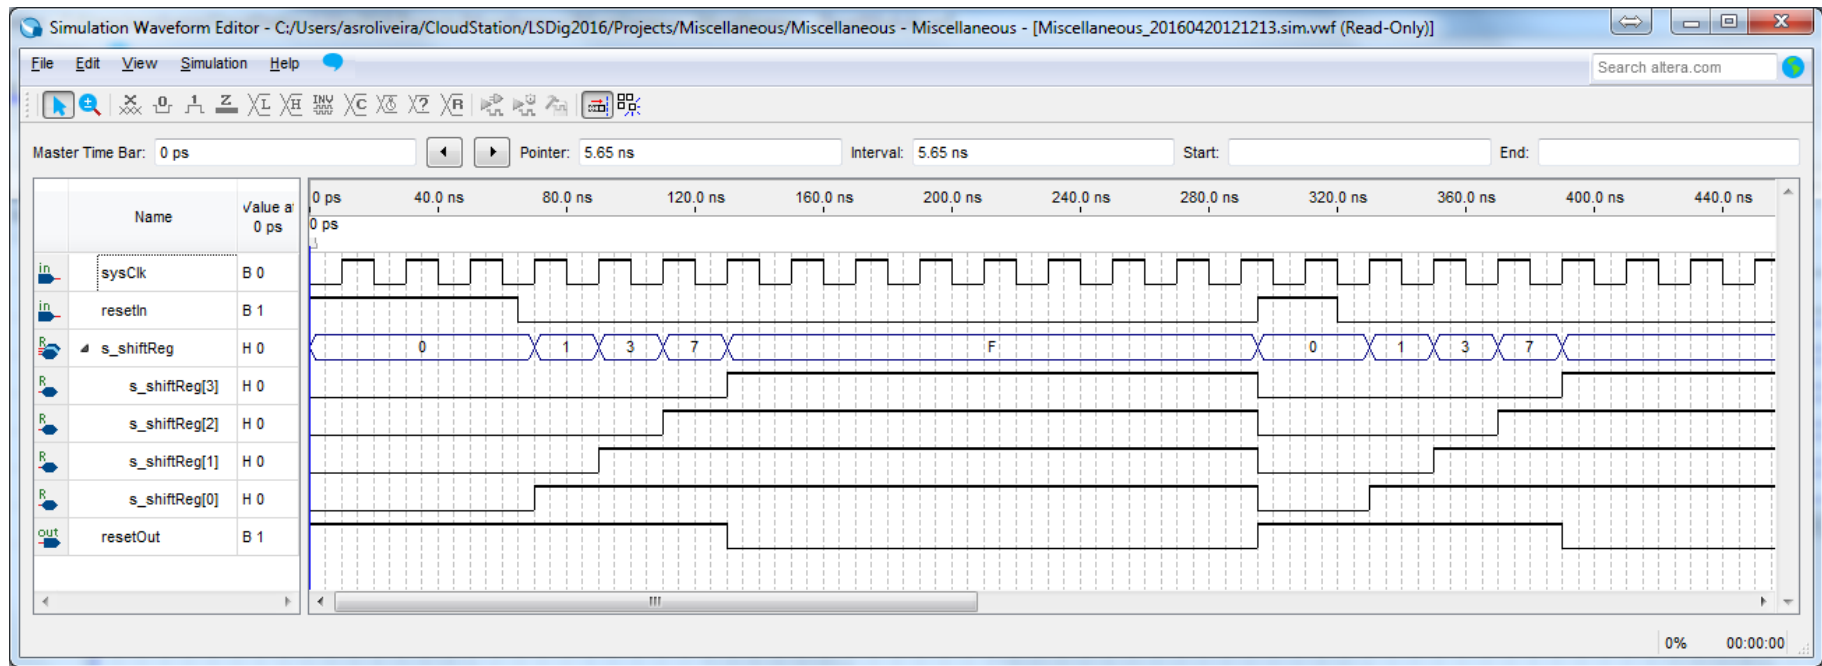 Simulation Waveform Editor - C:/Users/asroliveira/CloudStation/LSDig2016/Projects/Miscellaneous/Miscellaneous - Miscellaneous - [Miscellaneous_20160420121213.sim.vwf (Read-Only)]
File Edit View Simulation Help
Search altera.com
Master Time Bar: 0 ps Pointer: 5.65 ns Interval: 5.65 ns Start: End:
Name Value a 0 ps
0 ps 40.0 ns 80.0 ns 120.0 ns 160.0 ns 200.0 ns 240.0 ns 280.0 ns 320.0 ns 360.0 ns 400.0 ns 440.0 ns
0 ps
in sysClk B 0
in resetIn B 1
R s_shiftReg H 0 0 1 3 7 F 0 1 3 7
R s_shiftReg[3] H 0
R s_shiftReg[2] H 0
R s_shiftReg[1] H 0
R s_shiftReg[0] H 0
out resetOut B 1
0% 00:00:00